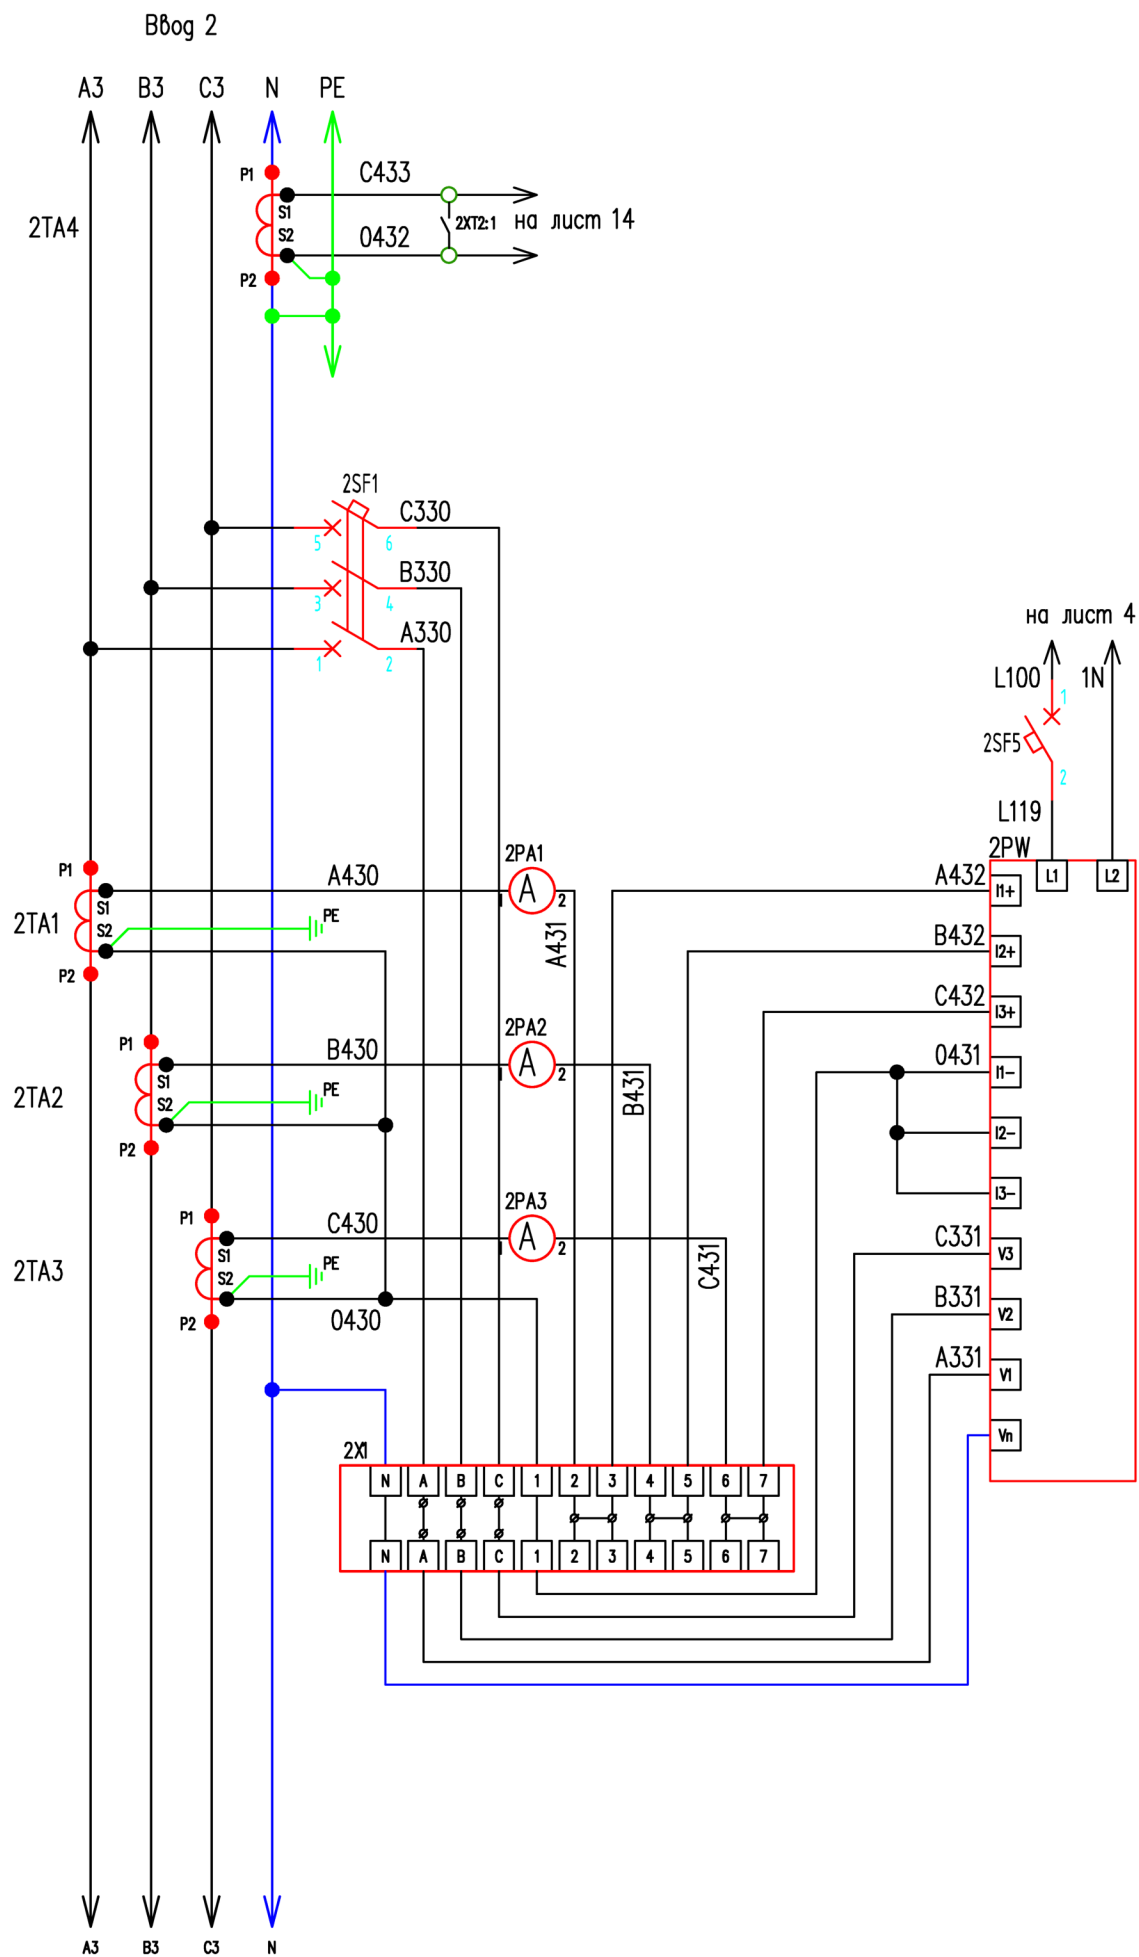 Ввод 2
A3 B3 C3 N PE
P1 C433
S1
2TA4 2XT2:1 на лист 14
S2 0432
P2
2SF1
C330
5 6
B330
3 4
на лист 4
A330
1 2
L100 1N
1
2SF5
2
L119
2PW
L1 L2
P1 A430 2PA1 A432 I1+
S1 A 1 2
2TA1 PE A431
S2 B432 I2+
P2
C432 I3+
P1 B430 2PA2 0431 I1-
S1 A 1 2
2TA2 PE B431
S2 I2-
P2
I3-
P1 C430 2PA3
S1 A 1 2 C331 V3
2TA3 PE C431
S2
P2 0430 B331 V2
A331 V1
Vn
2X1
N A B C 1 2 3 4 5 6 7
N A B C 1 2 3 4 5 6 7
A3 B3 C3 N